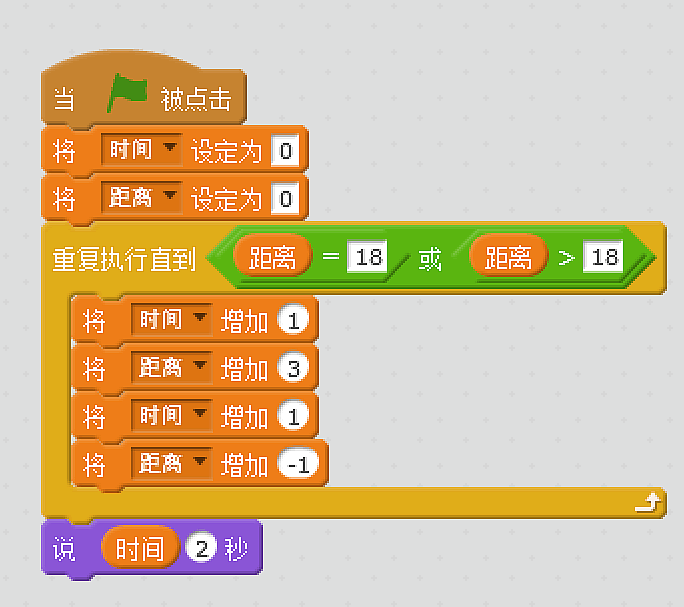 当 被点击
将 时间 设定为 0
将 距离 设定为 0
重复执行直到 距离 = 18 或 距离 > 18
将 时间 增加 1
将 距离 增加 3
将 时间 增加 1
将 距离 增加 -1
说 时间 2 秒